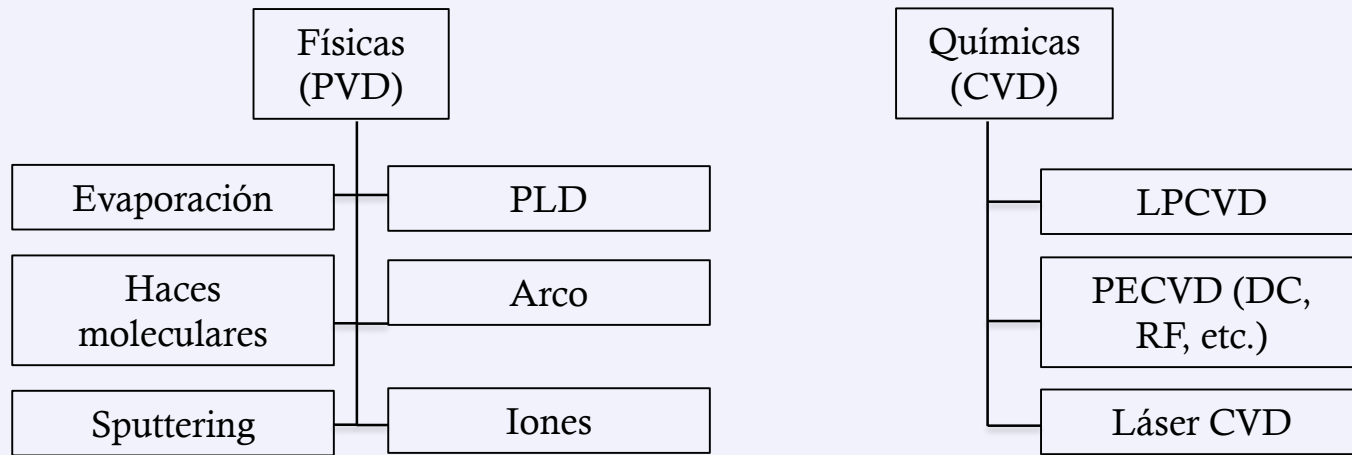 Físicas
(PVD)
Químicas
(CVD)
Evaporación
PLD
LPCVD
Haces
moleculares
Arco
PECVD (DC,
RF, etc.)
Sputtering
Iones
Láser CVD